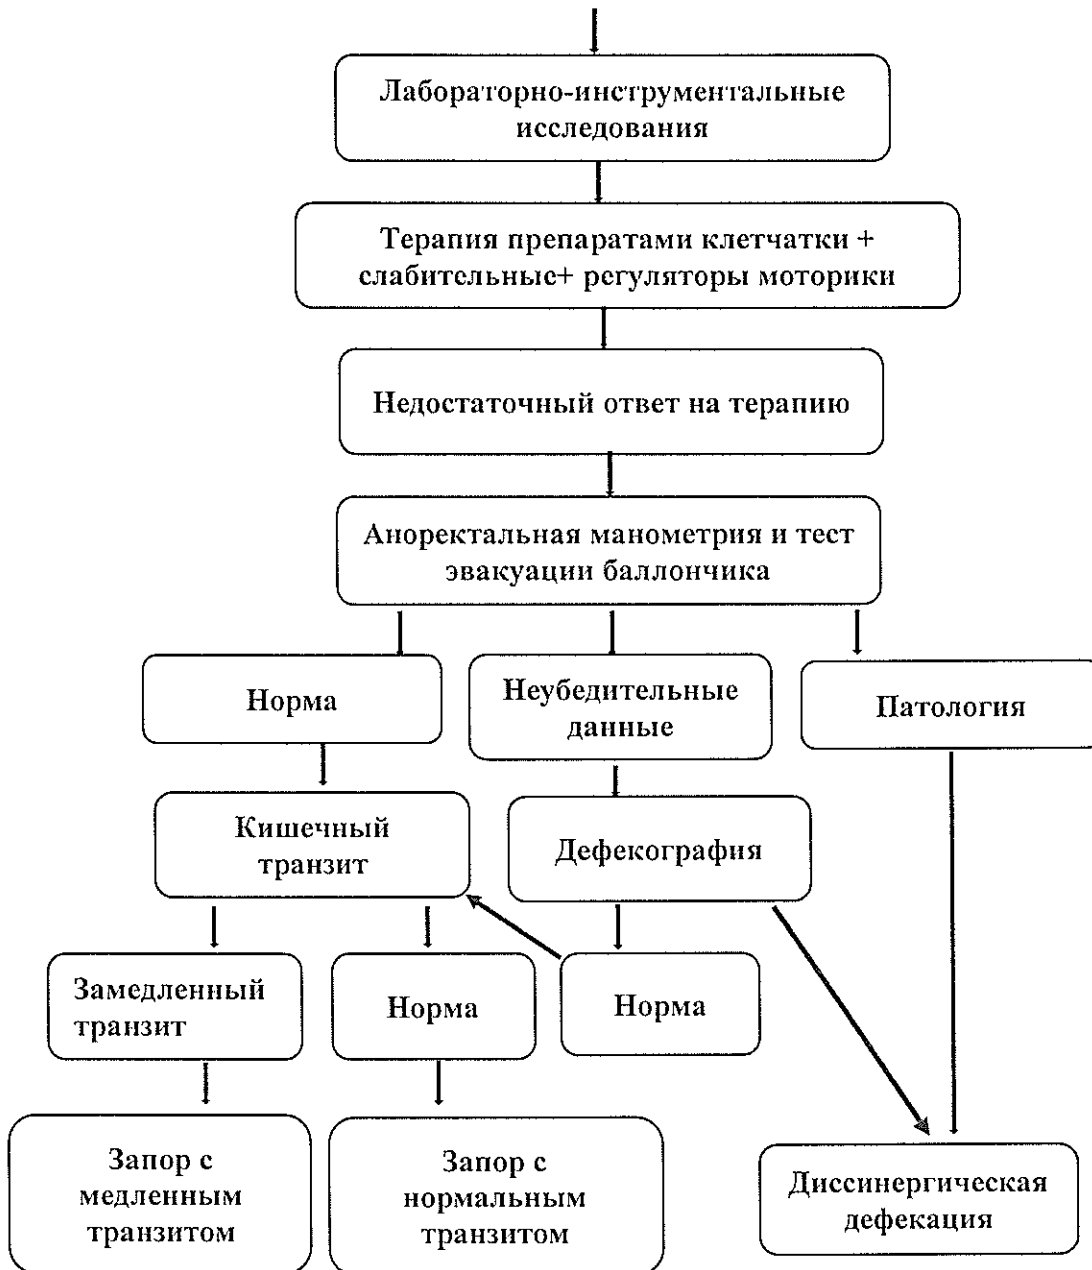 Лабораторно-инструментальные
исследования
Терапия препаратами клетчатки +
слабительные+ регуляторы моторики
Недостаточный ответ на терапию
Аноректальная манометрия и тест
эвакуации баллончика
Норма
Неубедительные
данные
Патология
Кишечный
транзит
Дефекография
Замедленный
транзит
Норма
Норма
Запор с
медленным
транзитом
Запор с
нормальным
транзитом
Диссинергическая
дефекация